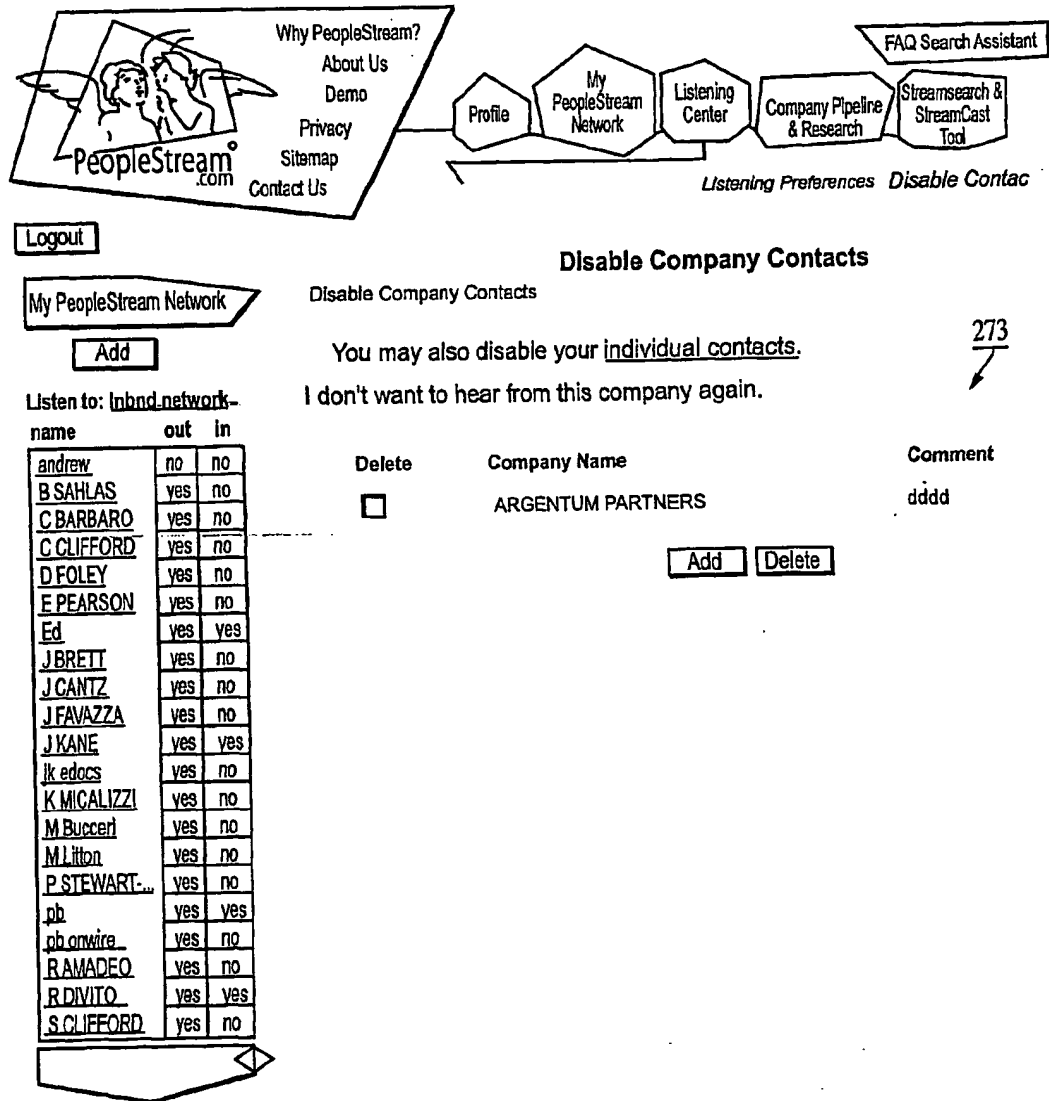 Why PeopleStream?
About Us
Demo
Privacy
Sitemap
Contact Us
PeopleStream
.com
FAQ Search Assistant
Profile
My
PeopleStream
Network
Listening
Center
Company Pipeline
& Research
Streamsearch &
StreamCast
Tool
Listening Preferences Disable Contac
Logout
My PeopleStream Network
Add
Listen to: Inbnd network
name out in
andrew no no
B SAHLAS yes no
C BARBARO yes no
C CLIFFORD yes no
D FOLEY yes no
E PEARSON yes no
Ed yes yes
J BRETT yes no
J CANTZ yes no
J FAVAZZA yes no
J KANE yes yes
jk edocs yes no
K MICALIZZI yes no
M Bucceri yes no
M Litton yes no
P STEWART-... yes no
pb yes yes
pb onwire yes no
R AMADEO yes no
R DIVITO yes yes
S CLIFFORD yes no
Disable Company Contacts
Disable Company Contacts
You may also disable your individual contacts.
273
I don't want to hear from this company again.
Delete Company Name Comment
ARGENTUM PARTNERS dddd
Add Delete